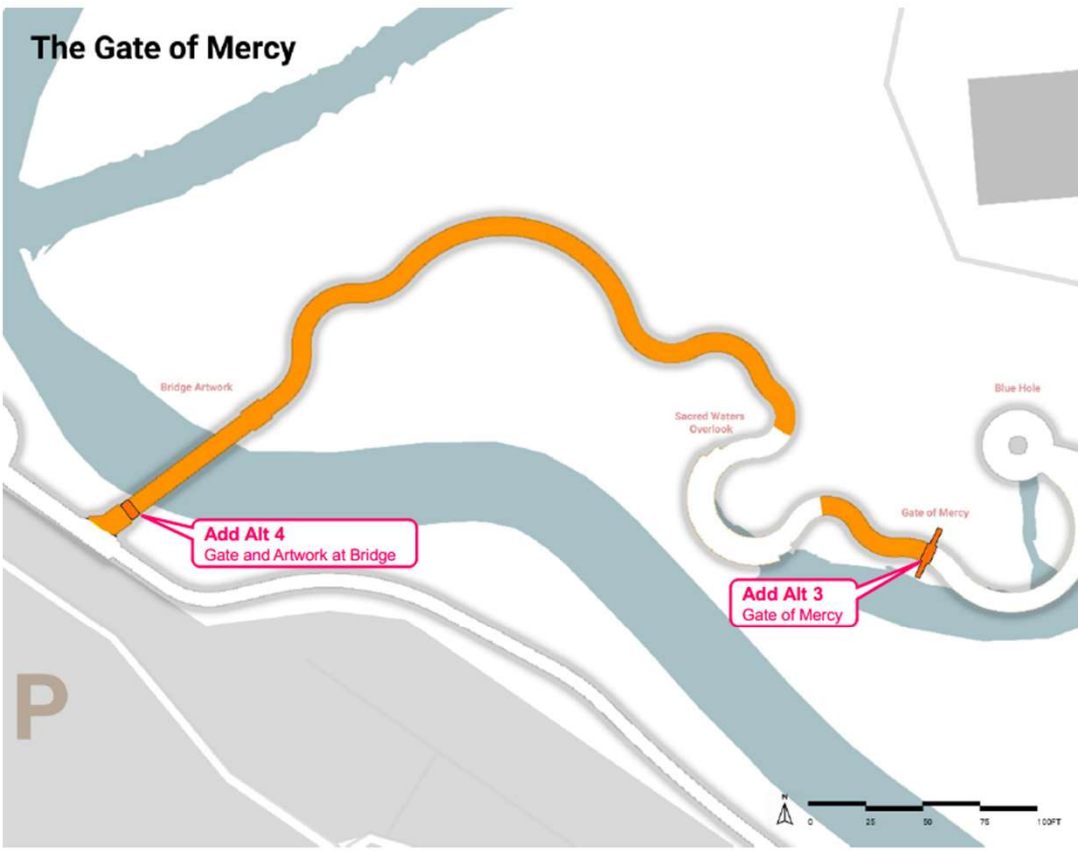 The Gate of Mercy
Bridge Artwork
Sacred Waters
Overlook
Blue Hole
Gate of Mercy
Add Alt 4
Gate and Artwork at Bridge
Add Alt 3
Gate of Mercy
P
N
0 25 50 75 100FT